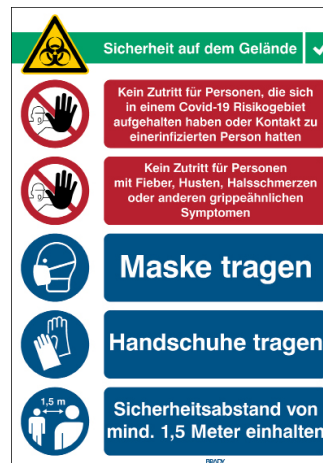 Sicherheit auf dem Gelände
Kein Zutritt für Personen, die sich
in einem Covid-19 Risikogebiet
aufgehalten haben oder Kontakt zu
einerinfizierten Person hatten
Kein Zutritt für Personen
mit Fieber, Husten, Halsschmerzen
oder anderen grippeähnlichen
Symptomen
Maske tragen
Handschuhe tragen
1,5 m
Sicherheitsabstand von
mind. 1,5 Meter einhalten
BRADY